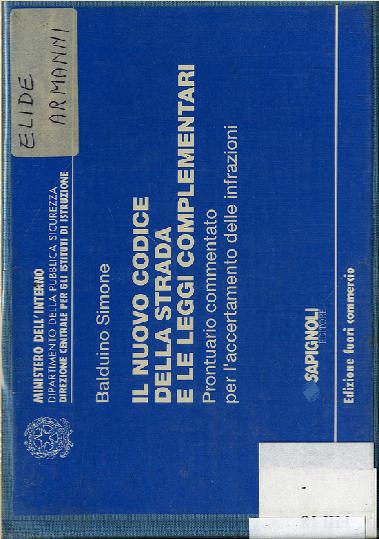 ELIDE
ARMANNI
MINISTERO DELL'INTERNO
DIPARTIMENTO DELLA PUBBLICA SICUREZZA
DIREZIONE CENTRALE PER GLI ISTITUTI DI ISTRUZIONE
Balduino Simone
IL NUOVO CODICE
DELLA STRADA
E LE LEGGI COMPLEMENTARI
Prontuario commentato
per l'accertamento delle infrazioni
SAPIGNOLI
EDITORE
Edizione fuori commercio